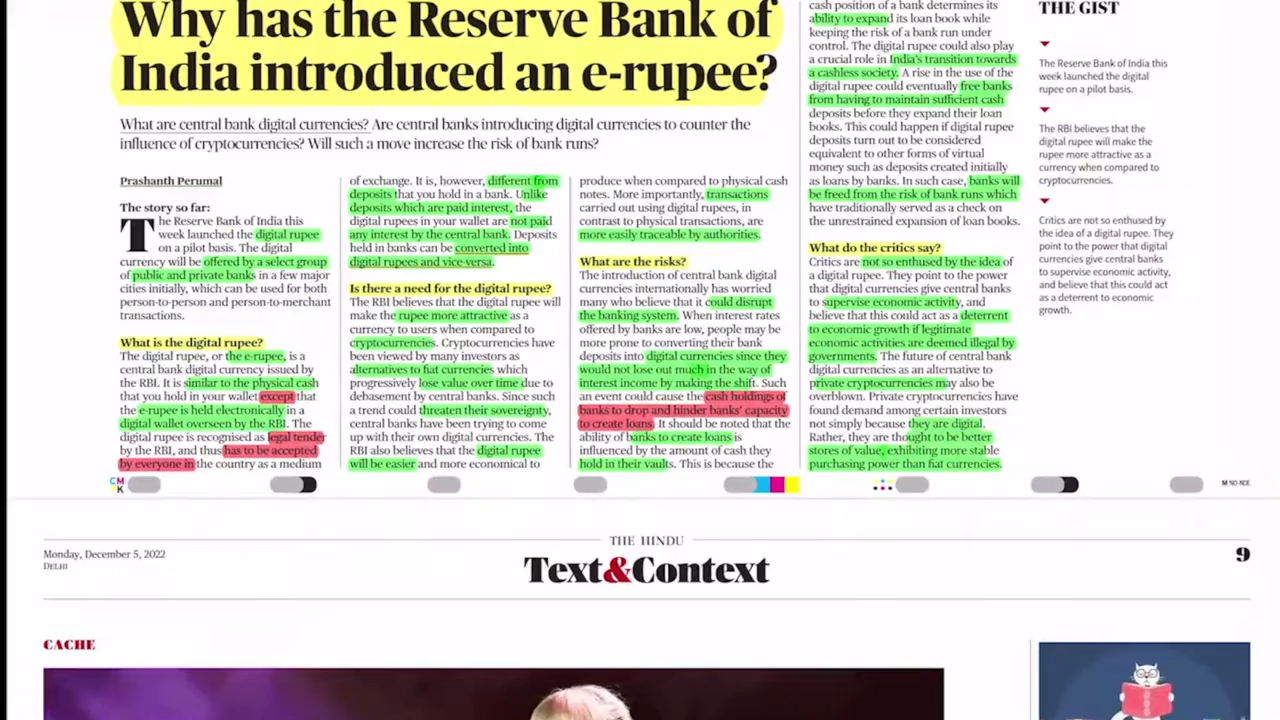 Why has the Reserve Bank of
India introduced an e-rupee?
What are central bank digital currencies? Are central banks introducing digital currencies to counter the
influence of cryptocurrencies? Will such a move increase the risk of bank runs?
Prashanth Perumal
The story so far:
The Reserve Bank of India this
week launched the digital rupee
on a pilot basis. The digital
currency will be offered by a select group
of public and private banks in a few major
cities initially, which can be used for both
person-to-person and person-to-merchant
transactions.
What is the digital rupee?
The digital rupee, or the e-rupee, is a
central bank digital currency issued by
the RBI. It is similar to the physical cash
that you hold in your wallet except that
the e-rupee is held electronically in a
digital wallet overseen by the RBI. The
digital rupee is recognised as legal tender
by the RBI, and thus has to be accepted
by everyone in the country as a medium
of exchange. It is, however, different from
deposits that you hold in a bank. Unlike
deposits which are paid interest, the
digital rupees in your wallet are not paid
any interest by the central bank. Deposits
held in banks can be converted into
digital rupees and vice-versa.
Is there a need for the digital rupee?
The RBI believes that the digital rupee will
make the rupee more attractive as a
currency to users when compared to
cryptocurrencies. Cryptocurrencies have
been viewed by many investors as
alternatives to fiat currencies which
progressively lose value over time due to
debasement by central banks. Since such
a trend could threaten their sovereignty,
central banks have been trying to come
up with their own digital currencies. The
RBI also believes that the digital rupee
will be easier and more economical to
produce when compared to physical cash
notes. More importantly, transactions
carried out using digital rupees, in
contrast to physical transactions, are
more easily traceable by authorities.
What are the risks?
The introduction of central bank digital
currencies internationally has worried
many who believe that it could disrupt
the banking system. When interest rates
offered by banks are low, people may be
more prone to converting their bank
deposits into digital currencies since they
would not lose out much in the way of
interest income by making the shift. Such
an event could cause the cash holdings of
banks to drop and hinder banks' capacity
to create loans. It should be noted that the
ability of banks to create loans is
influenced by the amount of cash they
hold in their vaults. This is because the
cash position of a bank determines its
ability to expand its loan book while
keeping the risk of a bank run under
control. The digital rupee could also play
a crucial role in India's transition towards
a cashless society. A rise in the use of the
digital rupee could eventually free banks
from having to maintain sufficient cash
deposits before they expand their loan
books. This could happen if digital rupee
deposits turn out to be considered
equivalent to other forms of virtual
money such as deposits created initially
as loans by banks. In such case, banks will
be freed from the risk of bank runs which
have traditionally served as a check on
the unrestrained expansion of loan books.
What do the critics say?
Critics are not so enthused by the idea of
a digital rupee. They point to the power
that digital currencies give central banks
to supervise economic activity, and
believe that this could act as a deterrent
to economic growth if legitimate
economic activities are deemed illegal by
governments. The future of central bank
digital currencies as an alternative to
private cryptocurrencies may also be
overblown. Private cryptocurrencies have
found demand among certain investors
not simply because they are digital.
Rather, they are thought to be better
stores of value, exhibiting more stable
purchasing power than fiat currencies.
THE GIST
The Reserve Bank of India this
week launched the digital
rupee on a pilot basis.
The RBI believes that the
digital rupee will make the
rupee more attractive as a
currency when compared to
cryptocurrencies.
Critics are not so enthused by
the idea of a digital rupee. They
point to the power that digital
currencies give central banks
to supervise economic activity,
and believe that this could act
as a deterrent to economic
growth.
CM
YK
M ND-NDE
Monday, December 5, 2022
DELHI
THE HINDU
Text&Context
9
CACHE